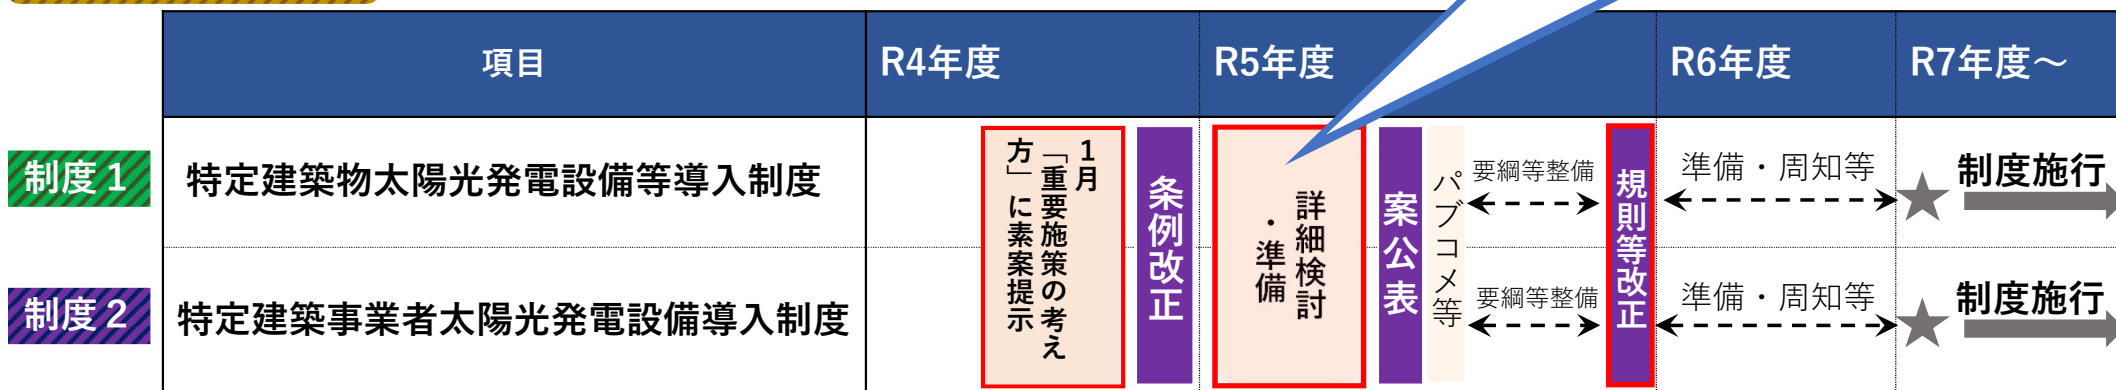 項目
R4年度
R5年度
R6年度
R7年度～
制度1
特定建築物太陽光発電設備等導入制度
1月
「重要施策の考え
方」に素案提示
条例改正
詳細検討
・準備
案公表
パブコメ等
要綱等整備
規則等改正
準備・周知等
制度施行
制度2
特定建築事業者太陽光発電設備導入制度
要綱等整備
準備・周知等
制度施行